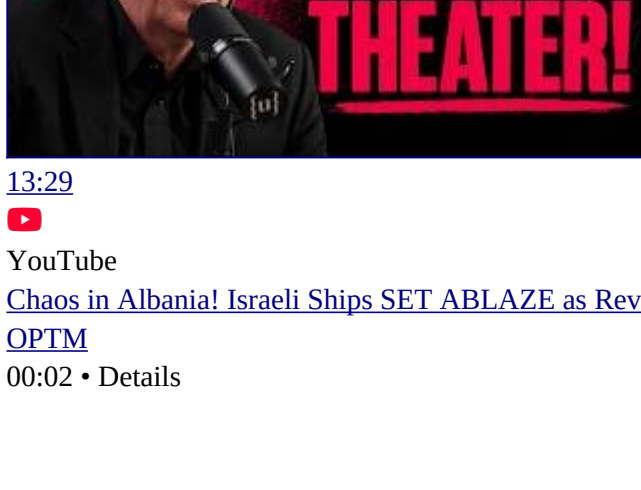 THEATER!
{u}
13:29
YouTube
Chaos in Albania! Israeli Ships SET ABLAZE as Rev
OPTM
00:02 • Details